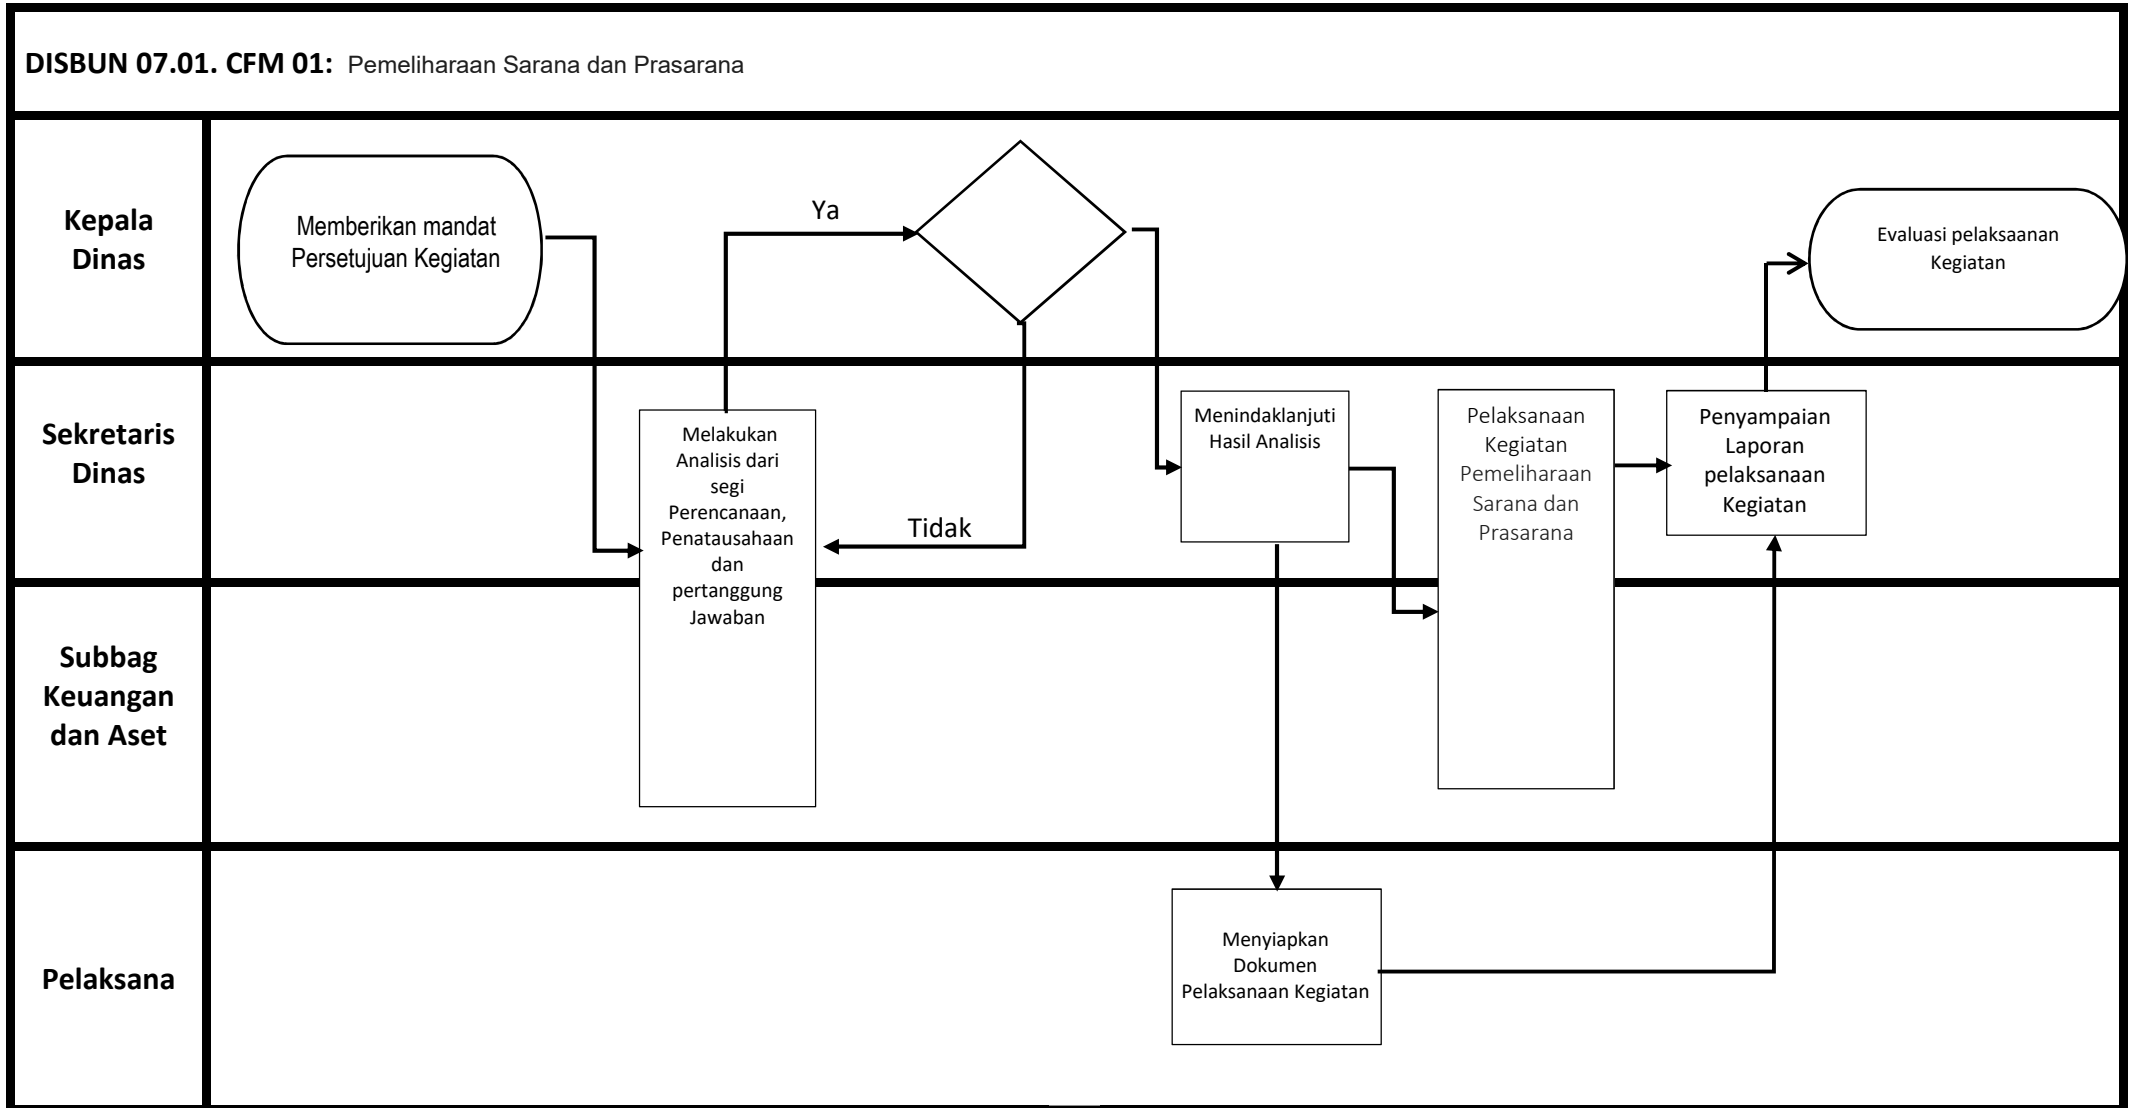 DISBUN 07.01. CFM 01: Pemeliharaan Sarana dan Prasarana
Kepala
Dinas
Memberikan mandat
Persetujuan Kegiatan
Ya
Evaluasi pelaksaanan
Kegiatan
Sekretaris
Dinas
Melakukan
Analisis dari
segi
Perencanaan,
Penatausahaan
dan
pertanggung
Jawaban
Tidak
Menindaklanjuti
Hasil Analisis
Pelaksanaan
Kegiatan
Pemeliharaan
Sarana dan
Prasarana
Penyampaian
Laporan
pelaksanaan
Kegiatan
Subbag
Keuangan
dan Aset
Pelaksana
Menyiapkan
Dokumen
Pelaksanaan Kegiatan